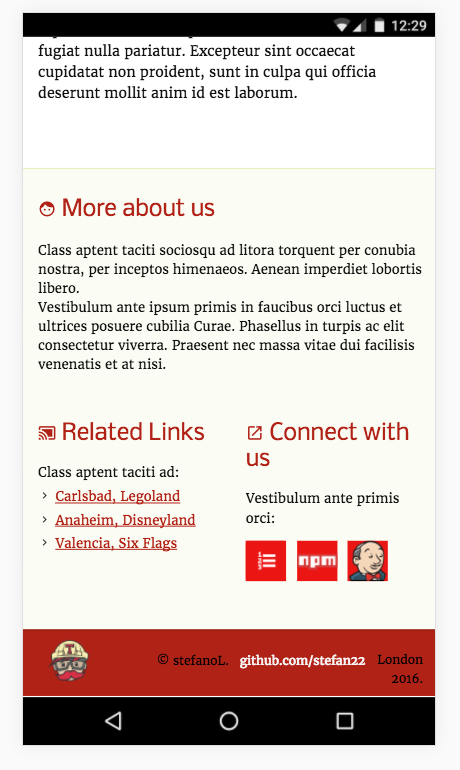 12:29
fugiat nulla pariatur. Excepteur sint occaecat
cupidatat non proident, sunt in culpa qui officia
deserunt mollit anim id est laborum.
More about us
Class aptent taciti sociosqu ad litora torquent per conubia
nostra, per inceptos himenaeos. Aenean imperdiet lobortis
libero.
Vestibulum ante ipsum primis in faucibus orci luctus et
ultrices posuere cubilia Curae. Phasellus in turpis ac elit
consectetur viverra. Praesent nec massa vitae dui facilisis
venenatis et at nisi.
Related Links
Class aptent taciti ad:
Carlsbad, Legoland
Anaheim, Disneyland
Valencia, Six Flags
Connect with
us
Vestibulum ante primis
orci:
npm
T
© stefanoL.
github.com/stefan22
London
2016.